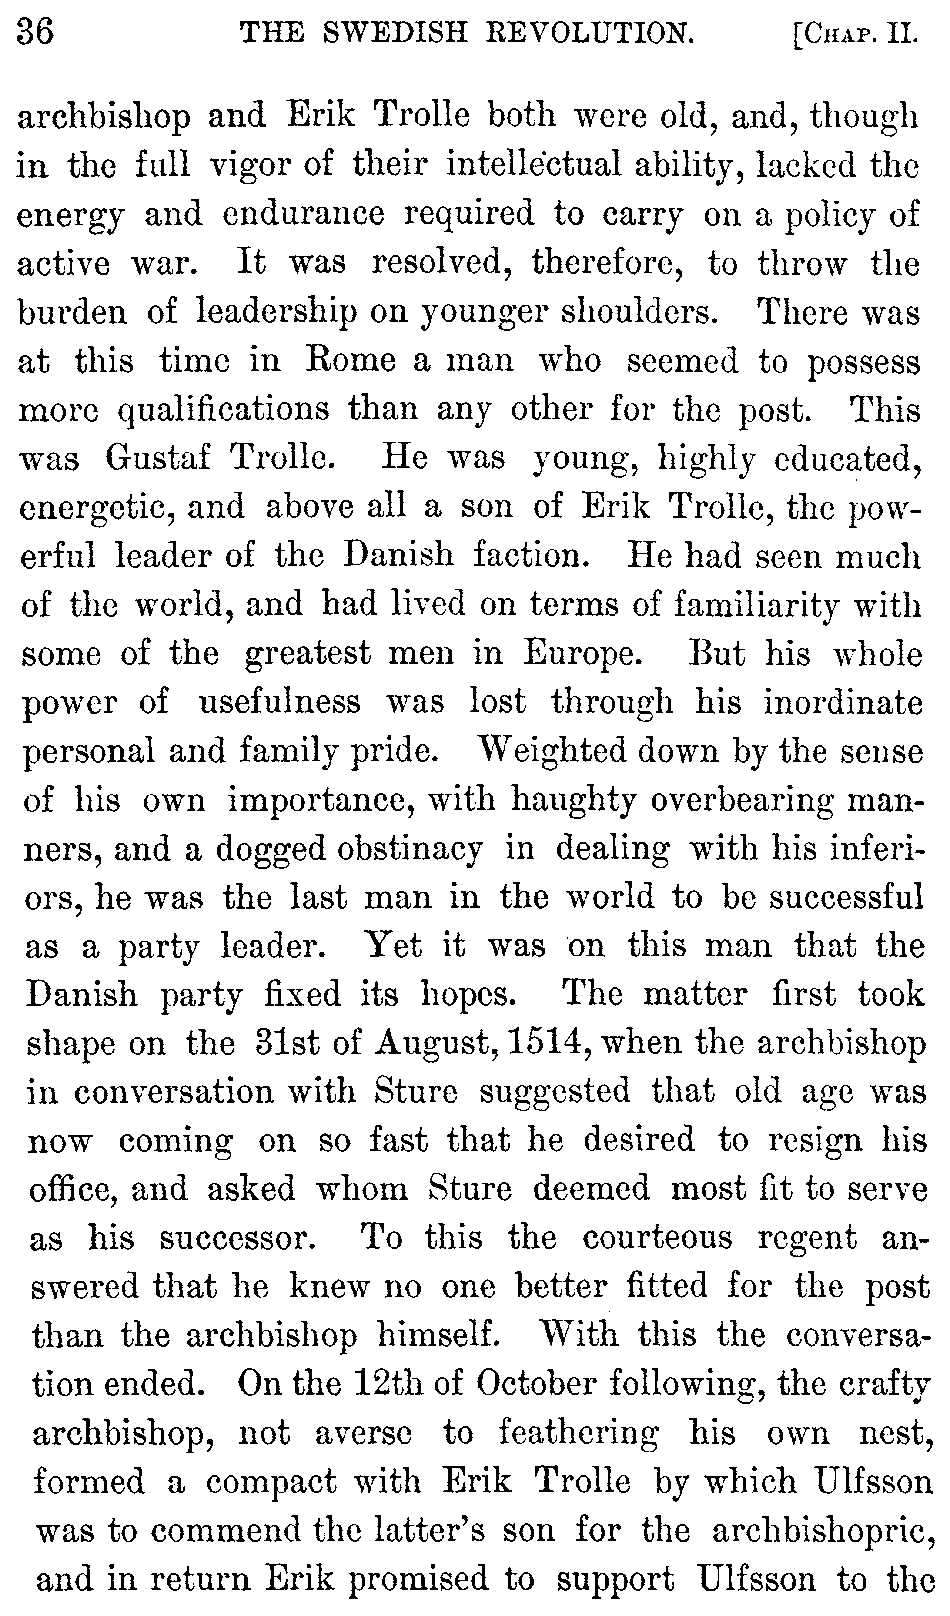 36 THE SWEDISH REVOLUTION. [CHAP. II.
archbishop and Erik Trolle both were old, and, though
in the full vigor of their intellectual ability, lacked the
energy and endurance required to carry on a policy of
active war. It was resolved, therefore, to throw the
burden of leadership on younger shoulders. There was
at this time in Rome a man who seemed to possess
more qualifications than any other for the post. This
was Gustaf Trolle. He was young, highly educated,
energetic, and above all a son of Erik Trolle, the pow-
erful leader of the Danish faction. He had seen much
of the world, and had lived on terms of familiarity with
some of the greatest men in Europe. But his whole
power of usefulness was lost through his inordinate
personal and family pride. Weighted down by the sense
of his own importance, with haughty overbearing man-
ners, and a dogged obstinacy in dealing with his inferi-
ors, he was the last man in the world to be successful
as a party leader. Yet it was on this man that the
Danish party fixed its hopes. The matter first took
shape on the 31st of August, 1514, when the archbishop
in conversation with Sture suggested that old age was
now coming on so fast that he desired to resign his
office, and asked whom Sture deemed most fit to serve
as his successor. To this the courteous regent an-
swered that he knew no one better fitted for the post
than the archbishop himself. With this the conversa-
tion ended. On the 12th of October following, the crafty
archbishop, not averse to feathering his own nest,
formed a compact with Erik Trolle by which Ulfsson
was to commend the latter's son for the archbishopric,
and in return Erik promised to support Ulfsson to the